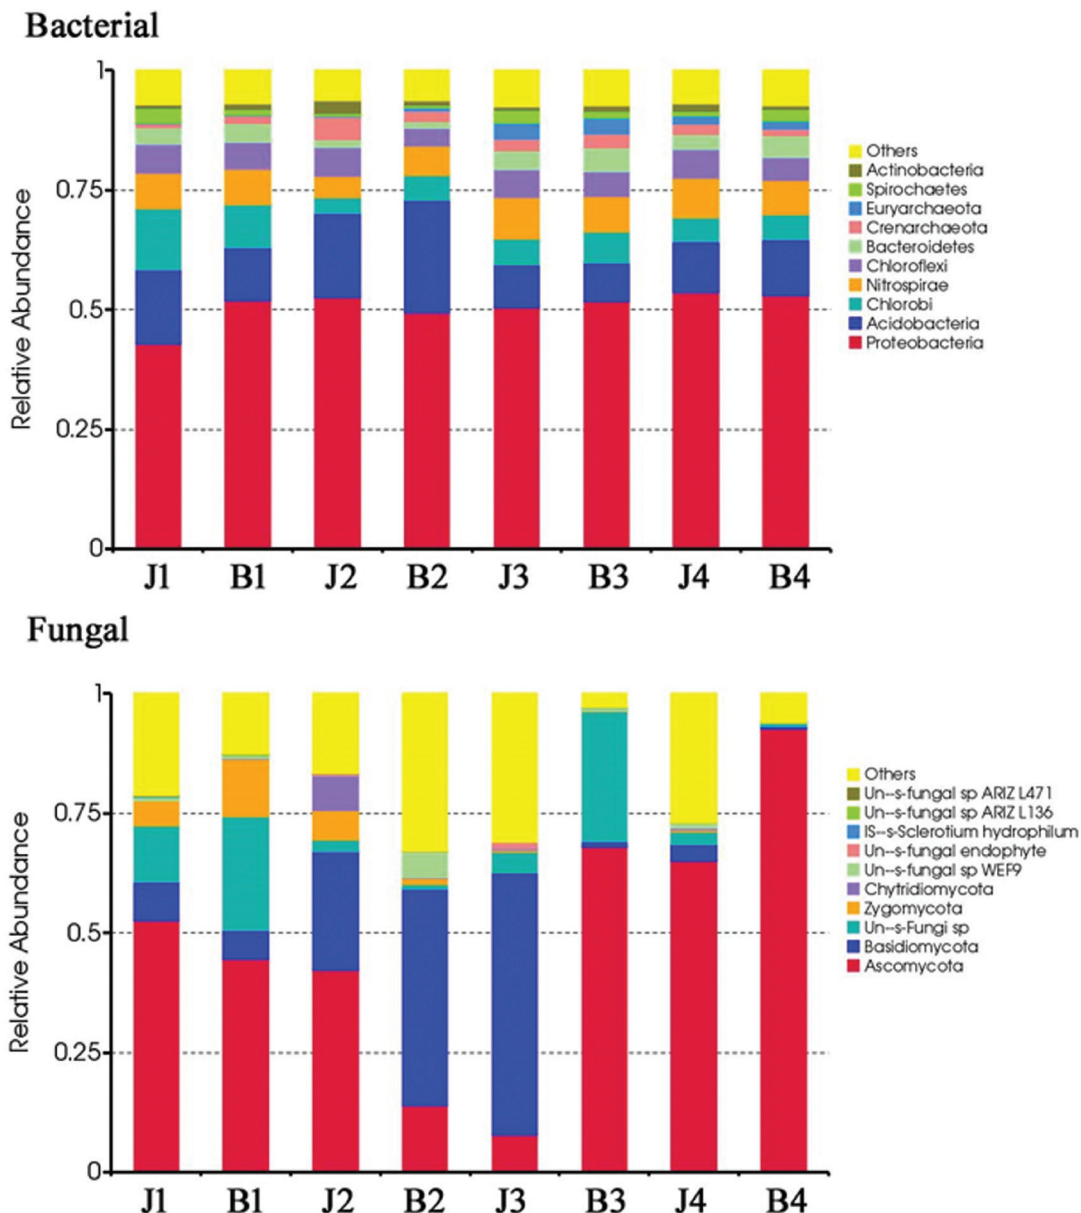 Bacterial
Relative Abundance
1
0.75
0.5
0.25
0
J1 B1 J2 B2 J3 B3 J4 B4
Others
Actinobacteria
Spirochaetes
Euryarchaeota
Crenarchaeota
Bacteroidetes
Chloroflexi
Nitrospirae
Chlorobi
Acidobacteria
Proteobacteria
Fungal
Relative Abundance
1
0.75
0.5
0.25
0
J1 B1 J2 B2 J3 B3 J4 B4
Others
Un--s-fungal sp ARIZ L471
Un--s-fungal sp ARIZ L136
IS--s-Sclerotium hydrophilum
Un--s-fungal endophyte
Un--s-fungal sp WEF9
Chytridiomycota
Zygomycota
Un--s-Fungi sp
Basidiomycota
Ascomycota